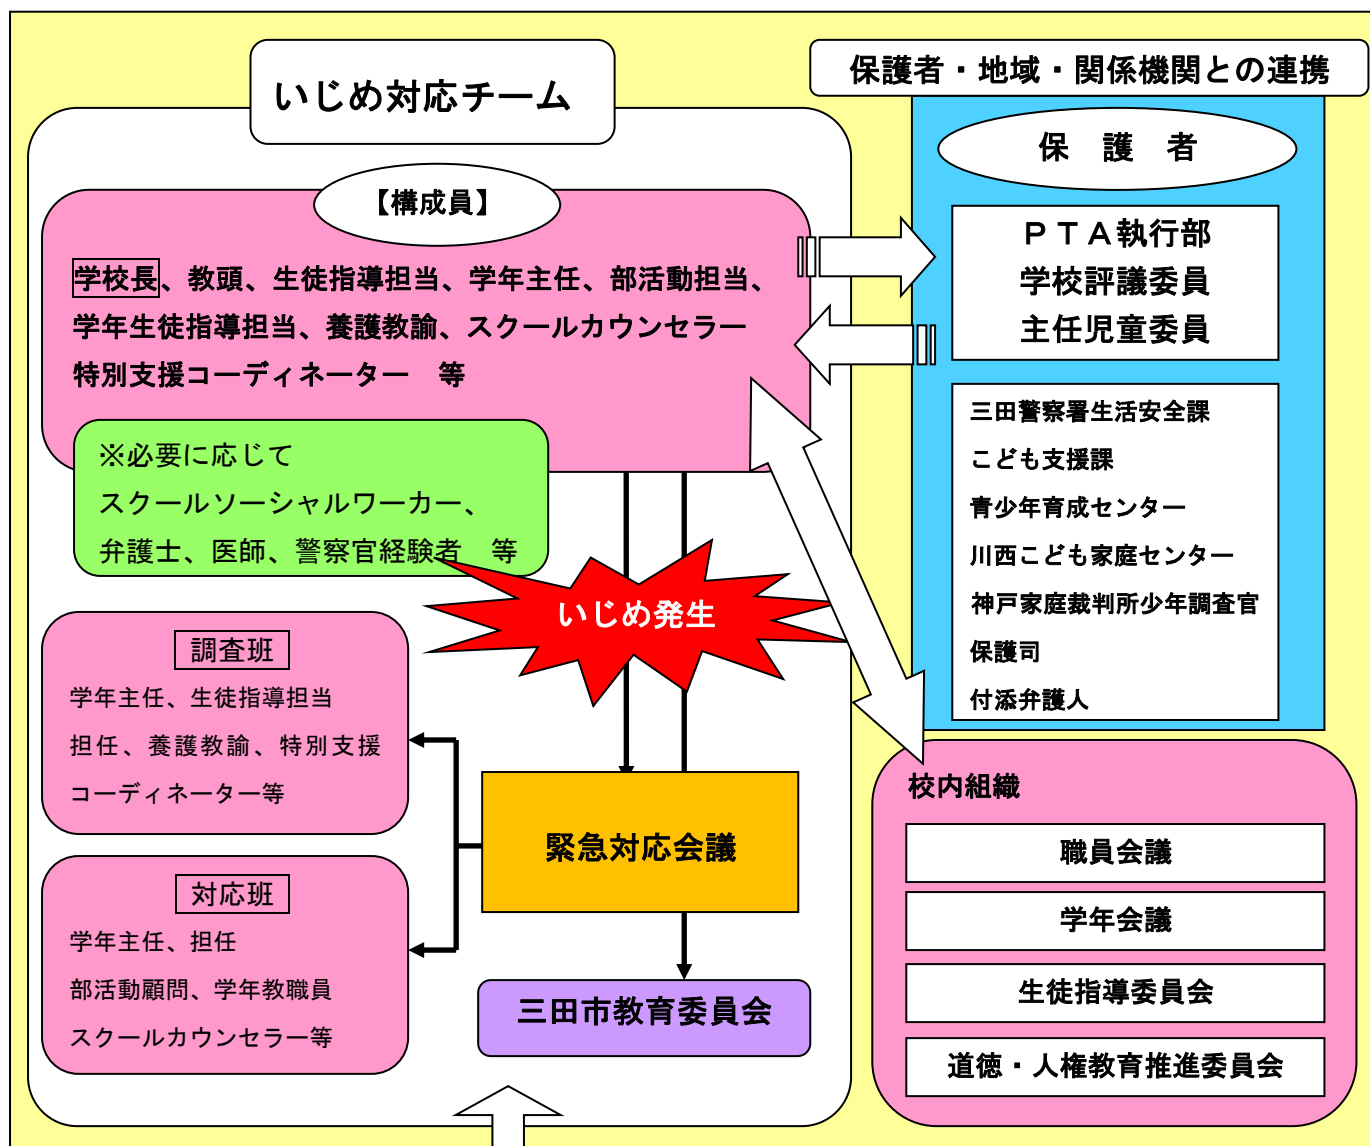 いじめ対応チーム
【構成員】
学校長、教頭、生徒指導担当、学年主任、部活動担当、
学年生徒指導担当、養護教諭、スクールカウンセラー
特別支援コーディネーター　等
※必要に応じて
スクールソーシャルワーカー、
弁護士、医師、警察官経験者　等
いじめ発生
調査班
学年主任、生徒指導担当
担任、養護教諭、特別支援
コーディネーター等
対応班
学年主任、担任
部活動顧問、学年教職員
スクールカウンセラー等
緊急対応会議
三田市教育委員会
保護者・地域・関係機関との連携
保　護　者
ＰＴＡ執行部
学校評議委員
主任児童委員
三田警察署生活安全課
こども支援課
青少年育成センター
川西こども家庭センター
神戸家庭裁判所少年調査官
保護司
付添弁護人
校内組織
職員会議
学年会議
生徒指導委員会
道徳・人権教育推進委員会